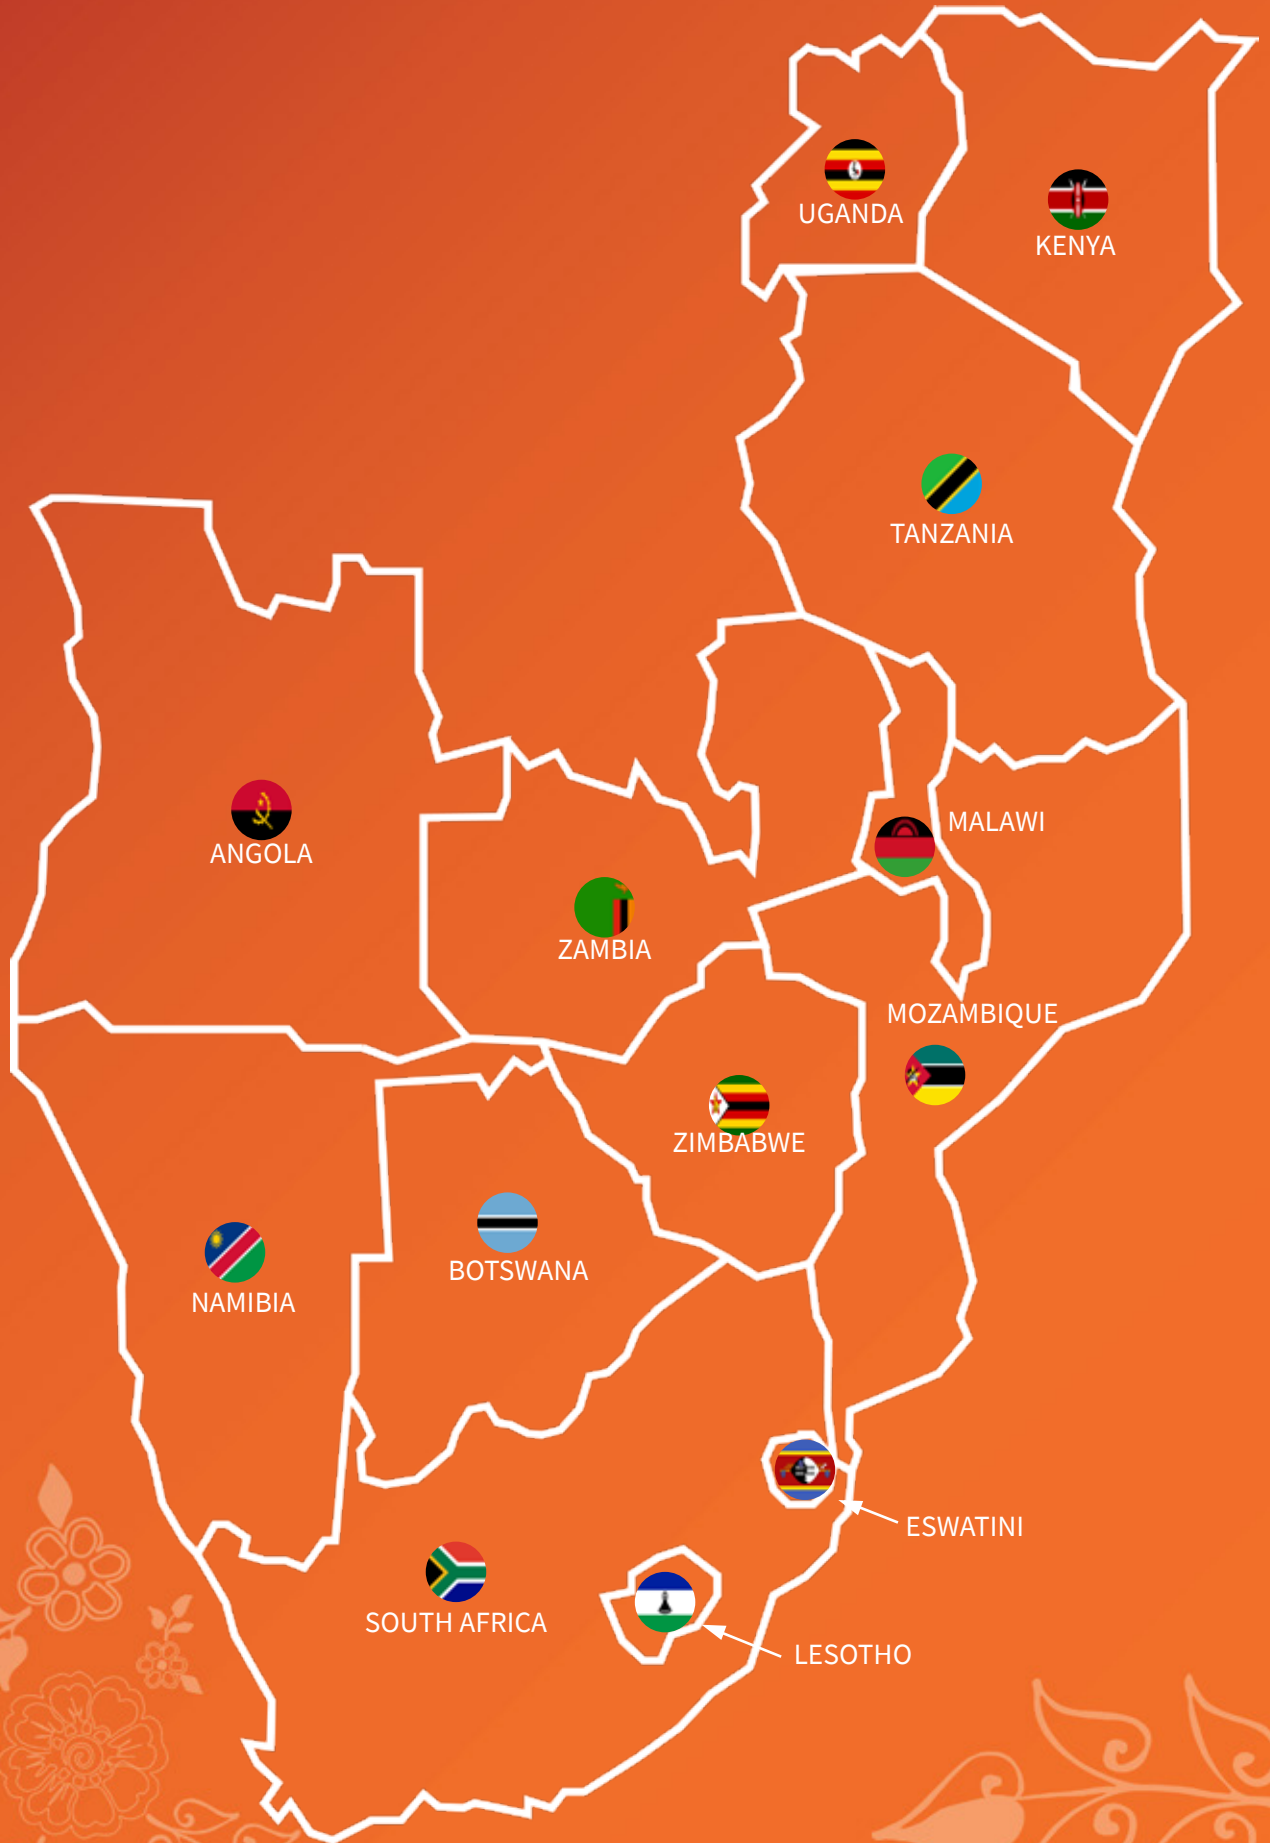 UGANDA
KENYA
TANZANIA
MALAWI
ANGOLA
ZAMBIA
MOZAMBIQUE
ZIMBABWE
BOTSWANA
NAMIBIA
ESWATINI
SOUTH AFRICA
LESOTHO